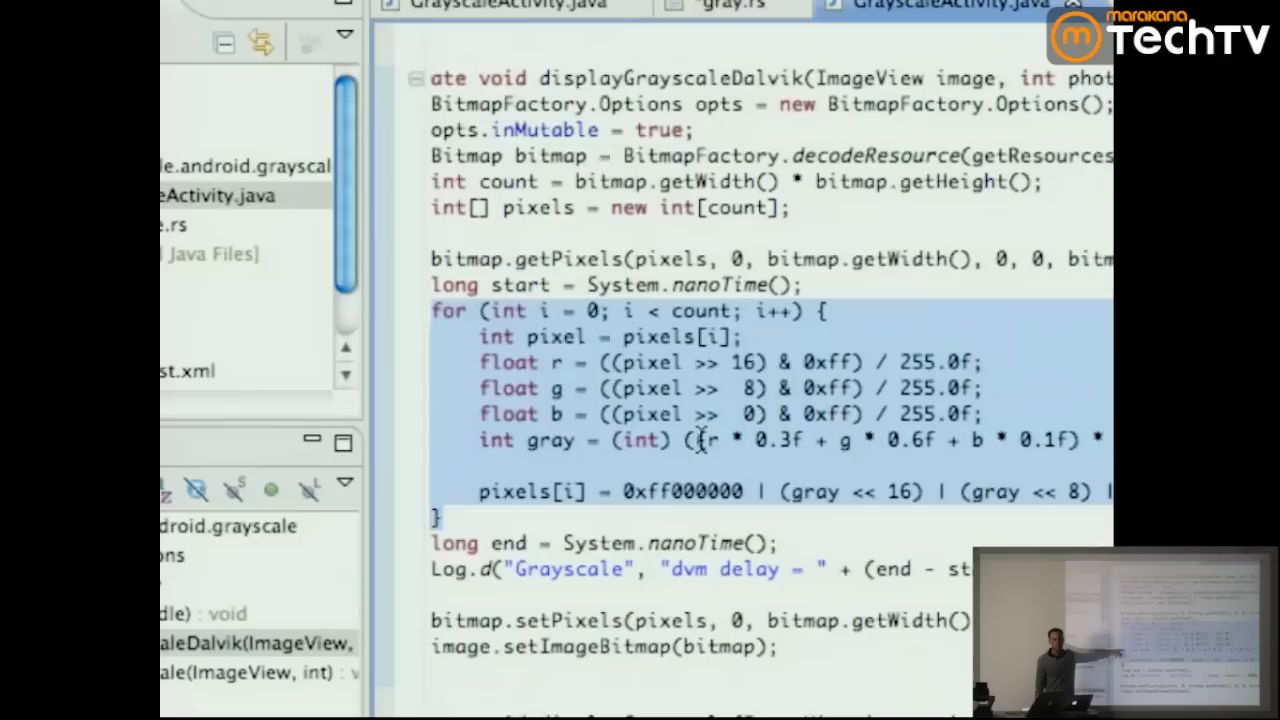 GrayscaleActivity.java
*gray.rs
GrayscaleActivity.java
marakana
TechTV
ate void displayGrayscaleDalvik(ImageView image, int phot
BitmapFactory.Options opts = new BitmapFactory.Options();
opts.inMutable = true;
Bitmap bitmap = BitmapFactory.decodeResource(getResources
int count = bitmap.getWidth() * bitmap.getHeight();
int[] pixels = new int[count];
bitmap.getPixels(pixels, 0, bitmap.getWidth(), 0, 0, bitm
long start = System.nanoTime();
for (int i = 0; i < count; i++) {
int pixel = pixels[i];
float r = ((pixel >> 16) & 0xff) / 255.0f;
float g = ((pixel >>  8) & 0xff) / 255.0f;
float b = ((pixel >>  0) & 0xff) / 255.0f;
int gray = (int) ((r * 0.3f + g * 0.6f + b * 0.1f) *
pixels[i] = 0xff000000 | (gray << 16) | (gray << 8) |
}
long end = System.nanoTime();
Log.d("Grayscale", "dvm delay = " + (end - st
bitmap.setPixels(pixels, 0, bitmap.getWidth()
image.setImageBitmap(bitmap);
le.android.grayscal
eActivity.java
e.rs
l Java Files]
st.xml
droid.grayscale
ons
dle) : void
caleDalvik(ImageView,
ale(ImageView, int) : v